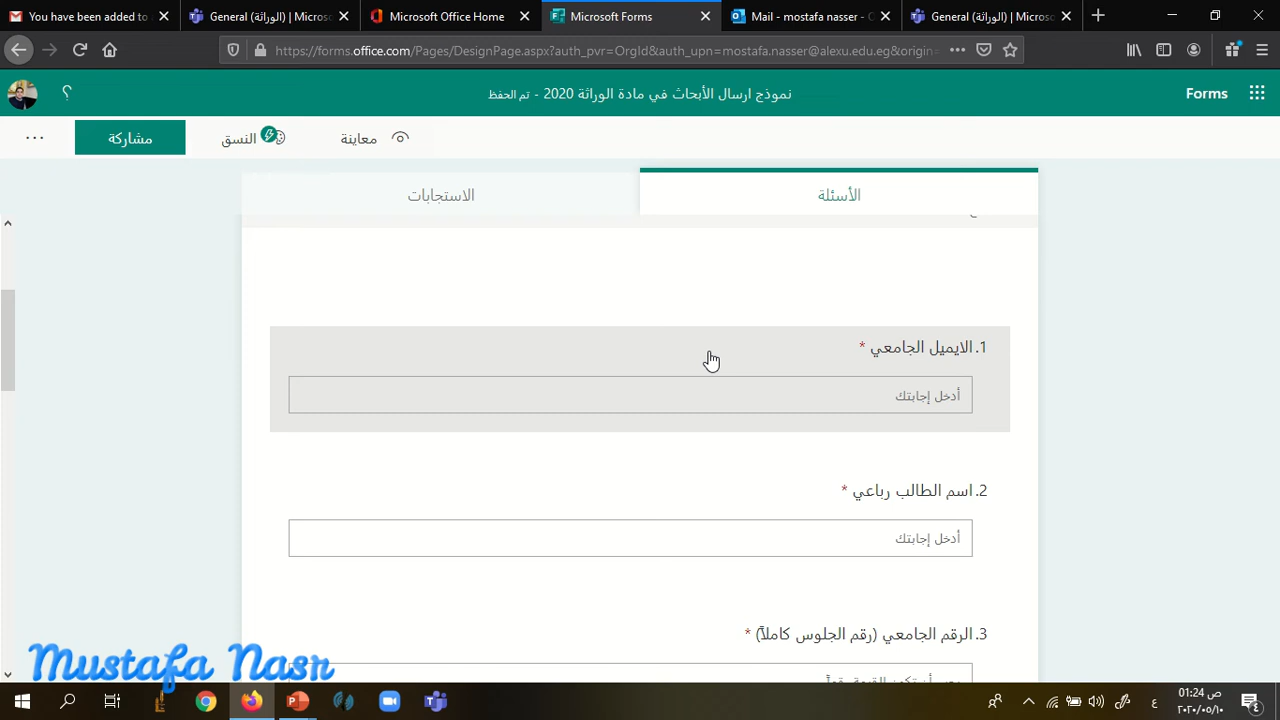 You have been added to a
General (الوراثة) | Microso
Microsoft Office Home
Microsoft Forms
Mail - mostafa nasser - O
General (الوراثة) | Microso
https://forms.office.com/Pages/DesignPage.aspx?auth_pvr=OrgId&auth_upn=mostafa.nasser@alexu.edu.eg&origin=
Forms
نموذج ارسال الأبحاث في مادة الوراثة 2020 - تم الحفظ
؟
معاينة
النسق
مشاركة
الأسئلة
الاستجابات
1. الايميل الجامعي *
أدخل إجابتك
2. اسم الطالب رباعي *
أدخل إجابتك
3. الرقم الجامعي (رقم الجلوس كاملاً) *
Mustafa Nasr
ع
01:24 ص
٢٠٢٠/٠٥/١٠